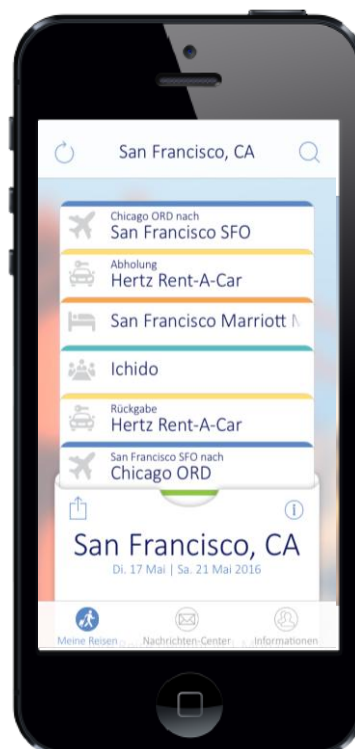 San Francisco, CA
Chicago ORD nach
San Francisco SFO
Abholung
Hertz Rent-A-Car
San Francisco Marriott
Ichido
Rückgabe
Hertz Rent-A-Car
San Francisco SFO nach
Chicago ORD
San Francisco, CA
Di. 17 Mai | Sa. 21 Mai 2016
Meine Reisen Nachrichten-Center Informationen